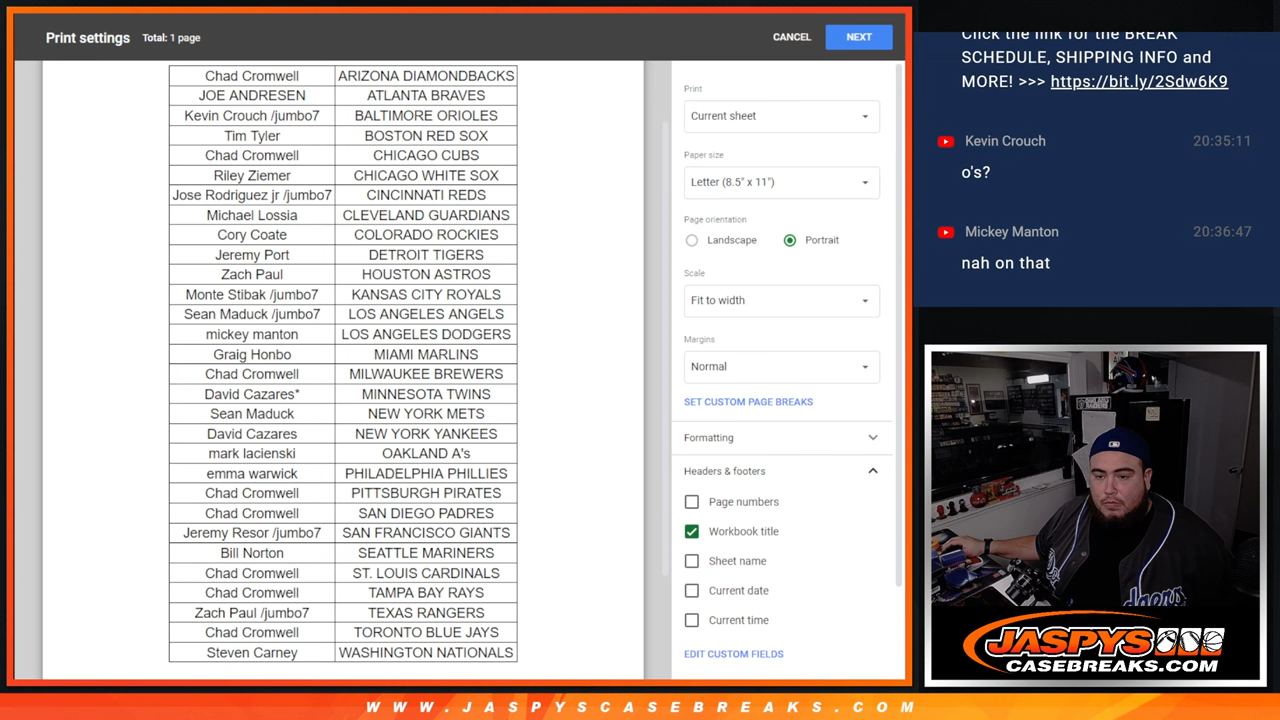 Print settings Total: 1 page CANCEL NEXT
Chad Cromwell ARIZONA DIAMONDBACKS
JOE ANDRESEN ATLANTA BRAVES
Kevin Crouch /jumbo7 BALTIMORE ORIOLES
Tim Tyler BOSTON RED SOX
Chad Cromwell CHICAGO CUBS
Riley Ziemer CHICAGO WHITE SOX
Jose Rodriguez jr /jumbo7 CINCINNATI REDS
Michael Lossia CLEVELAND GUARDIANS
Cory Coate COLORADO ROCKIES
Jeremy Port DETROIT TIGERS
Zach Paul HOUSTON ASTROS
Monte Stibak /jumbo7 KANSAS CITY ROYALS
Sean Maduck /jumbo7 LOS ANGELES ANGELS
mickey manton LOS ANGELES DODGERS
Graig Honbo MIAMI MARLINS
Chad Cromwell MILWAUKEE BREWERS
David Cazares* MINNESOTA TWINS
Sean Maduck NEW YORK METS
David Cazares NEW YORK YANKEES
mark lacienski OAKLAND A's
emma warwick PHILADELPHIA PHILLIES
Chad Cromwell PITTSBURGH PIRATES
Chad Cromwell SAN DIEGO PADRES
Jeremy Resor /jumbo7 SAN FRANCISCO GIANTS
Bill Norton SEATTLE MARINERS
Chad Cromwell ST. LOUIS CARDINALS
Chad Cromwell TAMPA BAY RAYS
Zach Paul /jumbo7 TEXAS RANGERS
Chad Cromwell TORONTO BLUE JAYS
Steven Carney WASHINGTON NATIONALS
Print
Current sheet
Paper size
Letter (8.5" x 11")
Page orientation
Landscape Portrait
Scale
Fit to width
Margins
Normal
SET CUSTOM PAGE BREAKS
Formatting
Headers & footers
Page numbers
Workbook title
Sheet name
Current date
Current time
EDIT CUSTOM FIELDS
Click the link for the BREAK
SCHEDULE, SHIPPING INFO and
MORE! >>> https://bit.ly/2Sdw6K9
Kevin Crouch 20:35:11
o's?
Mickey Manton 20:36:47
nah on that
JASPYS
CASEBREAKS.COM
WWW.JASPYSCASEBREAKS.COM